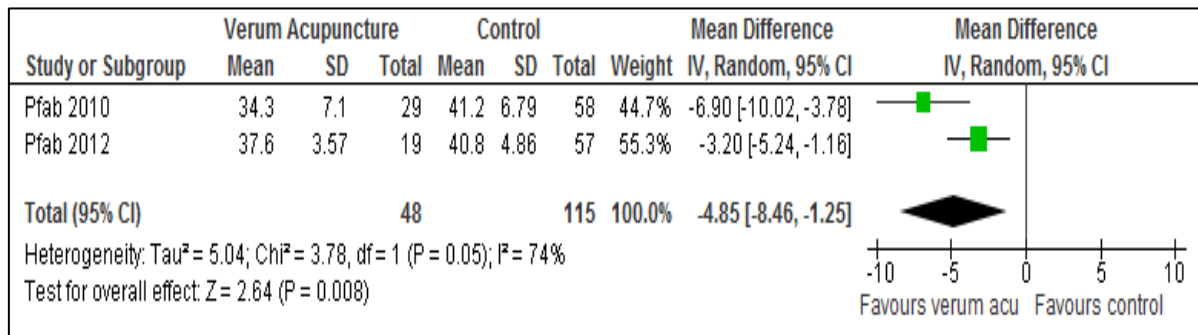 Verum Acupuncture Control Mean Difference Mean Difference
Study or Subgroup Mean SD Total Mean SD Total Weight IV, Random, 95% CI IV, Random, 95% CI
Pfab 2010 34.3 7.1 29 41.2 6.79 58 44.7% -6.90 [-10.02, -3.78]
Pfab 2012 37.6 3.57 19 40.8 4.86 57 55.3% -3.20 [-5.24, -1.16]
Total (95% CI) 48 115 100.0% -4.85 [-8.46, -1.25]
Heterogeneity: Tau² = 5.04; Chi² = 3.78, df = 1 (P = 0.05); I² = 74%
Test for overall effect: Z = 2.64 (P = 0.008)
-10 -5 0 5 10
Favours verum acu Favours control